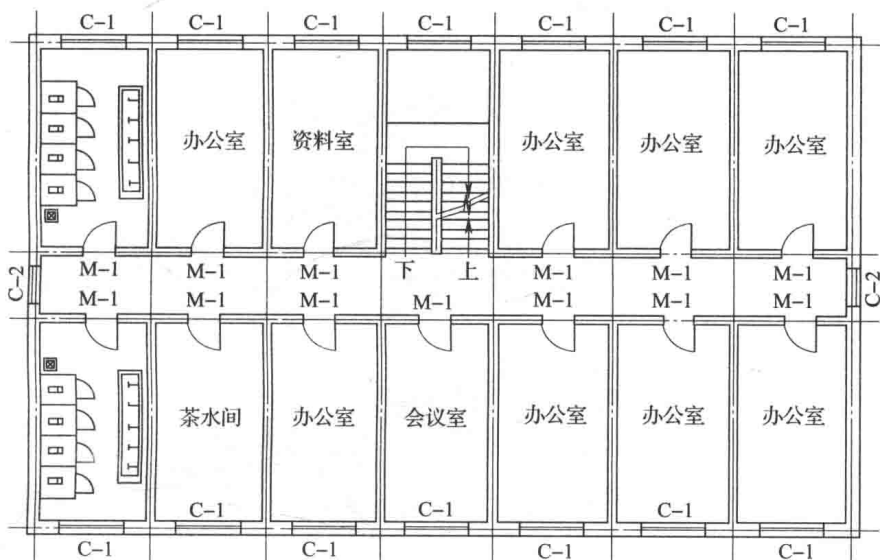 C-1 C-1 C-1 C-1 C-1 C-1 C-1
办公室 资料室 办公室 办公室 办公室
M-1 M-1 M-1 下 上 M-1 M-1 M-1
C-2 C-2
M-1 M-1 M-1 M-1 M-1 M-1 M-1
茶水间 办公室 会议室 办公室 办公室 办公室
C-1 C-1 C-1
C-1 C-1 C-1 C-1